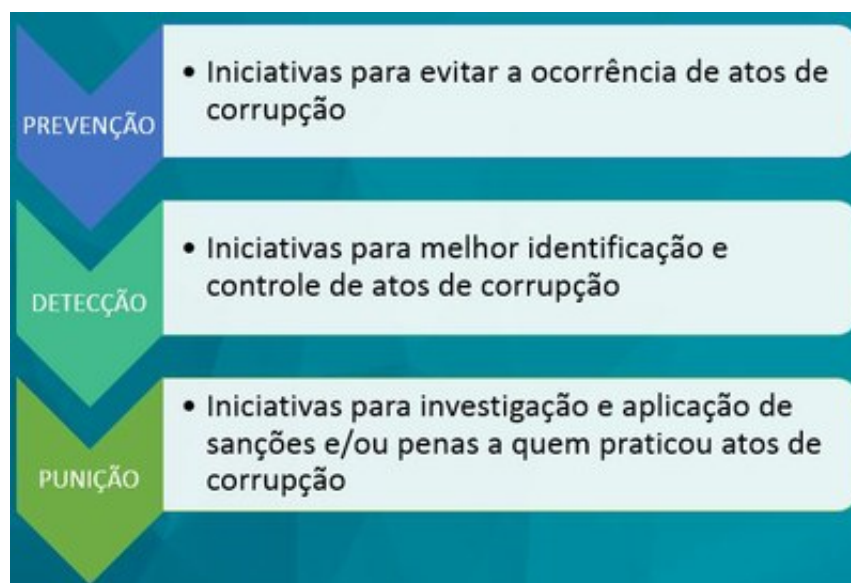 PREVENÇÃO
• Iniciativas para evitar a ocorrência de atos de
corrupção
DETECÇÃO
• Iniciativas para melhor identificação e
controle de atos de corrupção
PUNIÇÃO
• Iniciativas para investigação e aplicação de
sanções e/ou penas a quem praticou atos de
corrupção